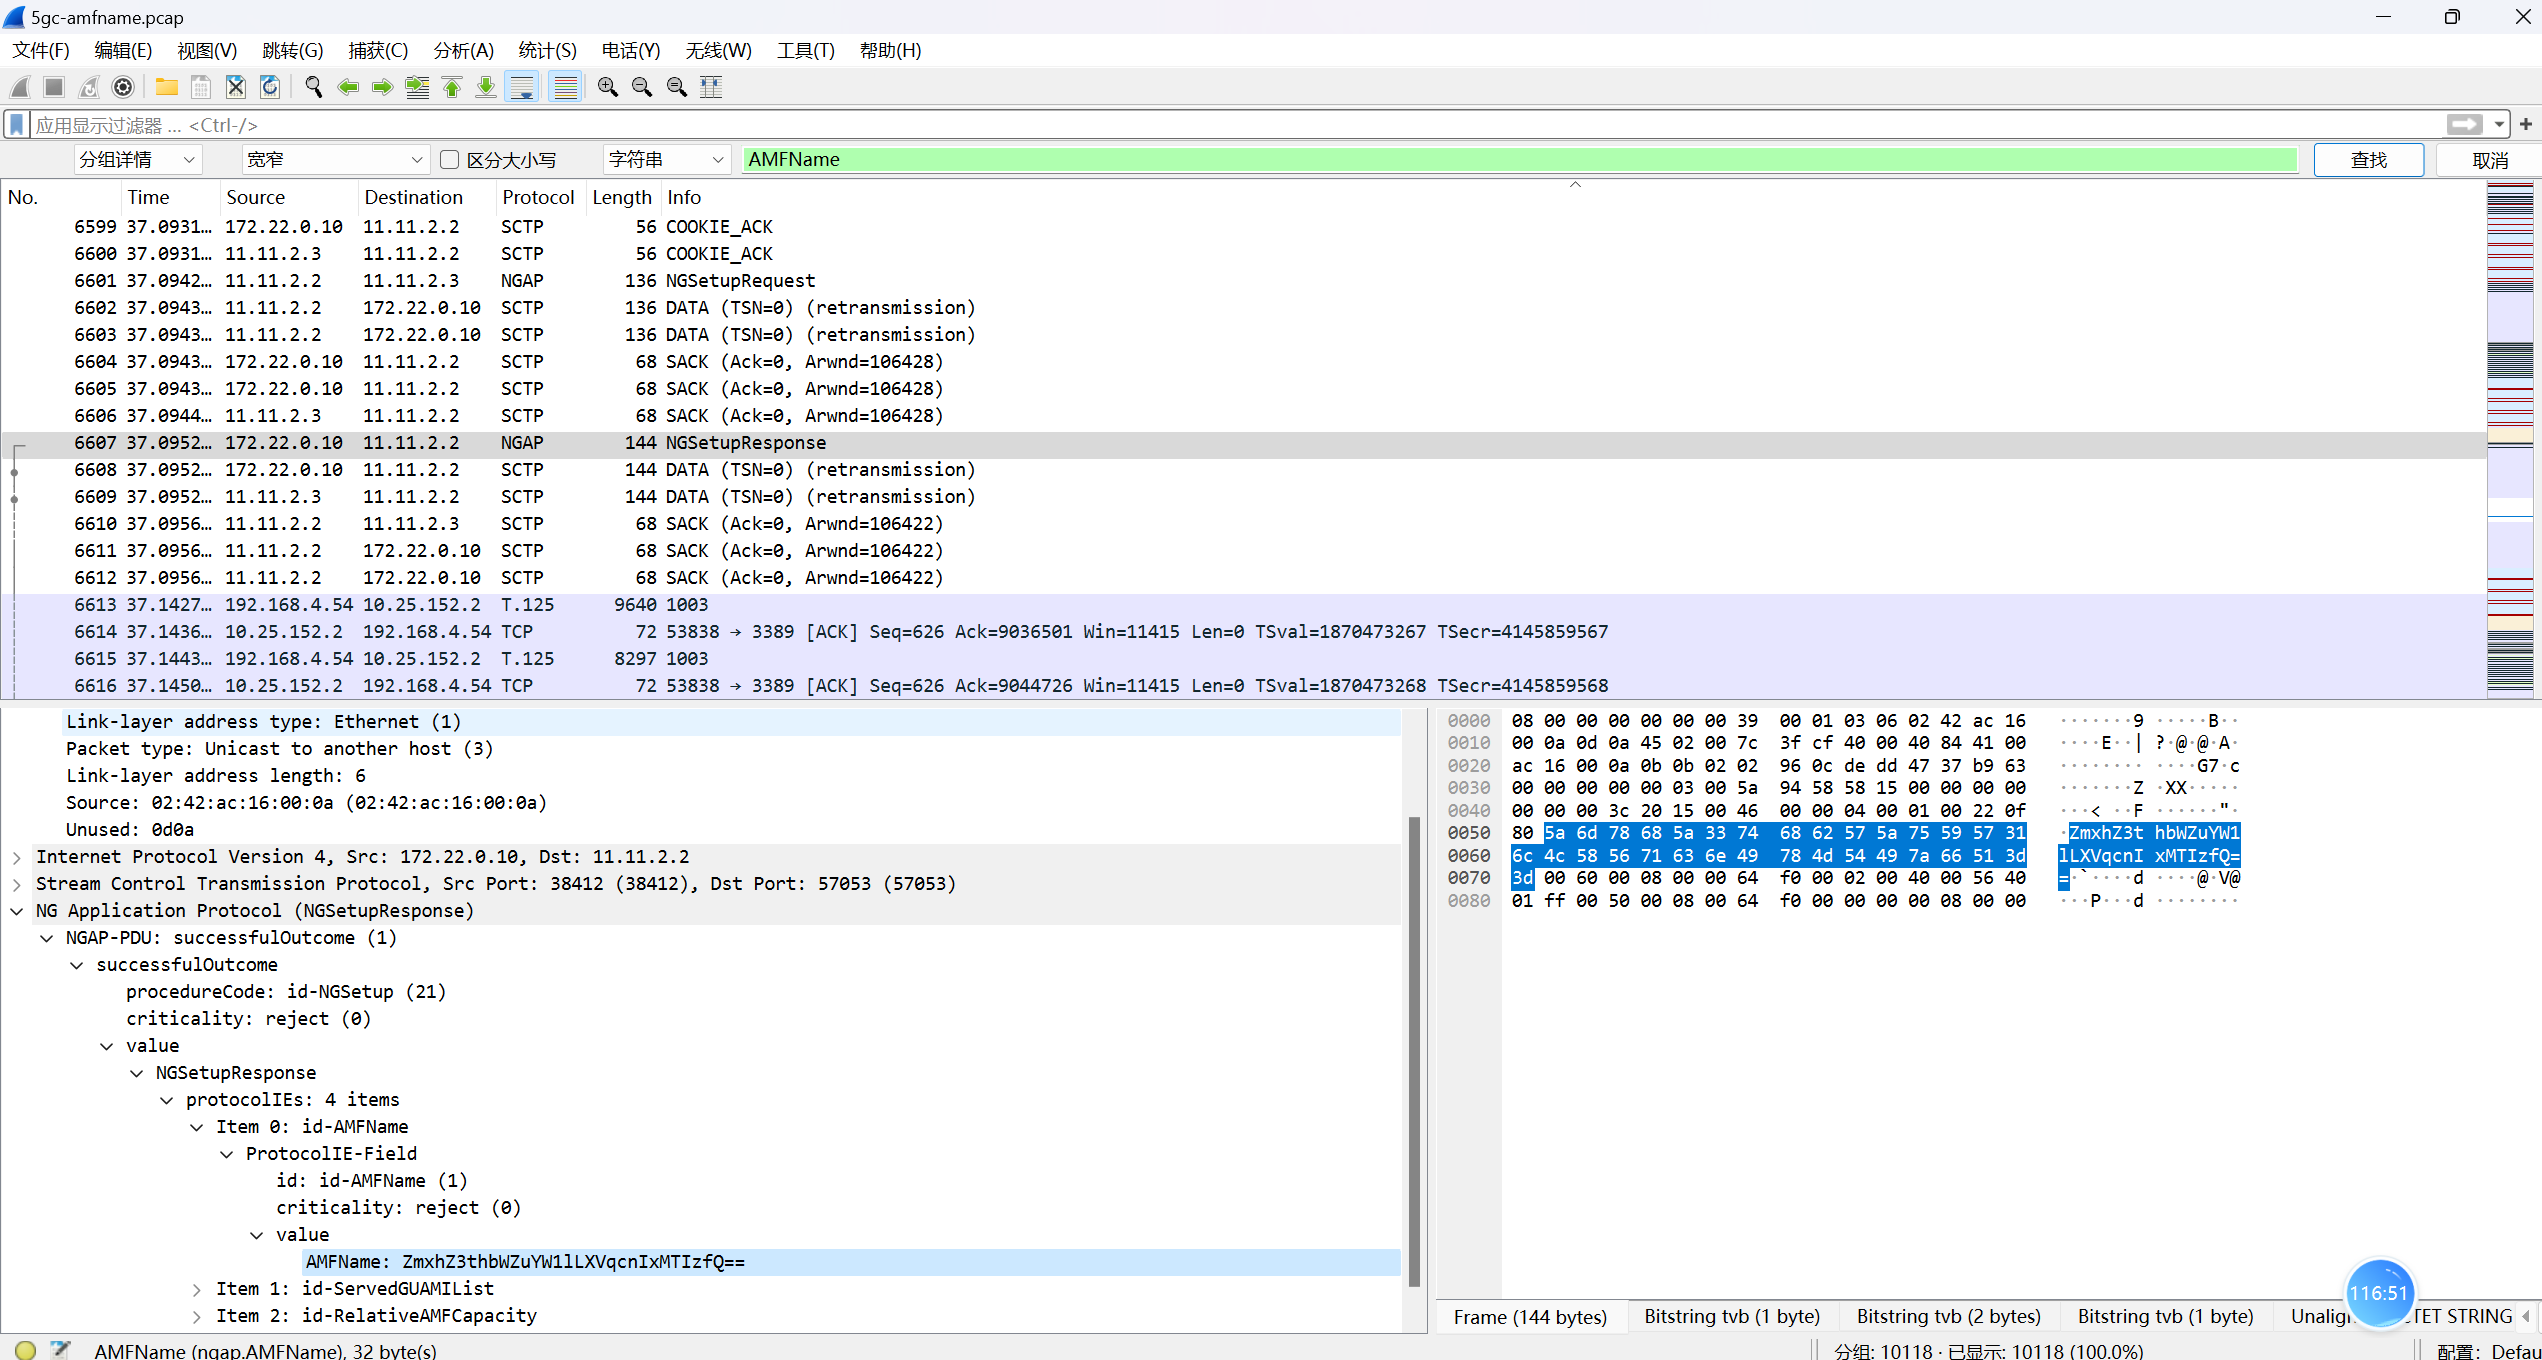 5gc-amfname.pcap
文件(F) 编辑(E) 视图(V) 跳转(G) 捕获(C) 分析(A) 统计(S) 电话(Y) 无线(W) 工具(T) 帮助(H)
应用显示过滤器 … <Ctrl-/>
分组详情 宽窄 区分大小写 字符串 AMFName 查找 取消
No. Time Source Destination Protocol Length Info
6599 37.0931… 172.22.0.10 11.11.2.2 SCTP 56 COOKIE_ACK
6600 37.0931… 11.11.2.3 11.11.2.2 SCTP 56 COOKIE_ACK
6601 37.0942… 11.11.2.2 11.11.2.3 NGAP 136 NGSetupRequest
6602 37.0943… 11.11.2.2 172.22.0.10 SCTP 136 DATA (TSN=0) (retransmission)
6603 37.0943… 11.11.2.2 172.22.0.10 SCTP 136 DATA (TSN=0) (retransmission)
6604 37.0943… 172.22.0.10 11.11.2.2 SCTP 68 SACK (Ack=0, Arwnd=106428)
6605 37.0943… 172.22.0.10 11.11.2.2 SCTP 68 SACK (Ack=0, Arwnd=106428)
6606 37.0944… 11.11.2.3 11.11.2.2 SCTP 68 SACK (Ack=0, Arwnd=106428)
6607 37.0952… 172.22.0.10 11.11.2.2 NGAP 144 NGSetupResponse
6608 37.0952… 172.22.0.10 11.11.2.2 SCTP 144 DATA (TSN=0) (retransmission)
6609 37.0952… 11.11.2.3 11.11.2.2 SCTP 144 DATA (TSN=0) (retransmission)
6610 37.0956… 11.11.2.2 11.11.2.3 SCTP 68 SACK (Ack=0, Arwnd=106422)
6611 37.0956… 11.11.2.2 172.22.0.10 SCTP 68 SACK (Ack=0, Arwnd=106422)
6612 37.0956… 11.11.2.2 172.22.0.10 SCTP 68 SACK (Ack=0, Arwnd=106422)
6613 37.1427… 192.168.4.54 10.25.152.2 T.125 9640 1003
6614 37.1436… 10.25.152.2 192.168.4.54 TCP 72 53838 → 3389 [ACK] Seq=626 Ack=9036501 Win=11415 Len=0 TSval=1870473267 TSecr=4145859567
6615 37.1443… 192.168.4.54 10.25.152.2 T.125 8297 1003
6616 37.1450… 10.25.152.2 192.168.4.54 TCP 72 53838 → 3389 [ACK] Seq=626 Ack=9044726 Win=11415 Len=0 TSval=1870473268 TSecr=4145859568
Link-layer address type: Ethernet (1)
Packet type: Unicast to another host (3)
Link-layer address length: 6
Source: 02:42:ac:16:00:0a (02:42:ac:16:00:0a)
Unused: 0d0a
Internet Protocol Version 4, Src: 172.22.0.10, Dst: 11.11.2.2
Stream Control Transmission Protocol, Src Port: 38412 (38412), Dst Port: 57053 (57053)
NG Application Protocol (NGSetupResponse)
NGAP-PDU: successfulOutcome (1)
successfulOutcome
procedureCode: id-NGSetup (21)
criticality: reject (0)
value
NGSetupResponse
protocolIEs: 4 items
Item 0: id-AMFName
ProtocolIE-Field
id: id-AMFName (1)
criticality: reject (0)
value
AMFName: ZmxhZ3thbWZuYW1lLXVqcnIxMTIzfQ==
Item 1: id-ServedGUAMIList
Item 2: id-RelativeAMFCapacity
0000 08 00 00 00 00 00 00 39 00 01 03 06 02 42 ac 16 ·······9 ·····B··
0010 00 0a 0d 0a 45 02 00 7c 3f cf 40 00 40 84 41 00 ····E··| ?·@·@·A·
0020 ac 16 00 0a 0b 0b 02 02 96 0c de dd 47 37 b9 63 ········ ····G7·c
0030 00 00 00 00 00 03 00 5a 94 58 58 15 00 00 00 00 ·······Z ·XX·····
0040 00 00 00 3c 20 15 00 46 00 00 04 00 01 00 22 0f ···< ··F ······"·
0050 80 5a 6d 78 68 5a 33 74 68 62 57 5a 75 59 57 31 ·ZmxhZ3t hbWZuYW1
0060 6c 4c 58 56 71 63 6e 49 78 4d 54 49 7a 66 51 3d lLXVqcnI xMTIzfQ=
0070 3d 00 60 00 08 00 00 64 f0 00 02 00 40 00 56 40 =·`····d ····@·V@
0080 01 ff 00 50 00 08 00 64 f0 00 00 00 00 08 00 00 ···P···d ········
116:51
Frame (144 bytes) Bitstring tvb (1 byte) Bitstring tvb (2 bytes) Bitstring tvb (1 byte) STRING
AMFName (ngap.AMFName), 32 byte(s) 分组: 10118 · 已显示: 10118 (100.0%) 配置: Defau